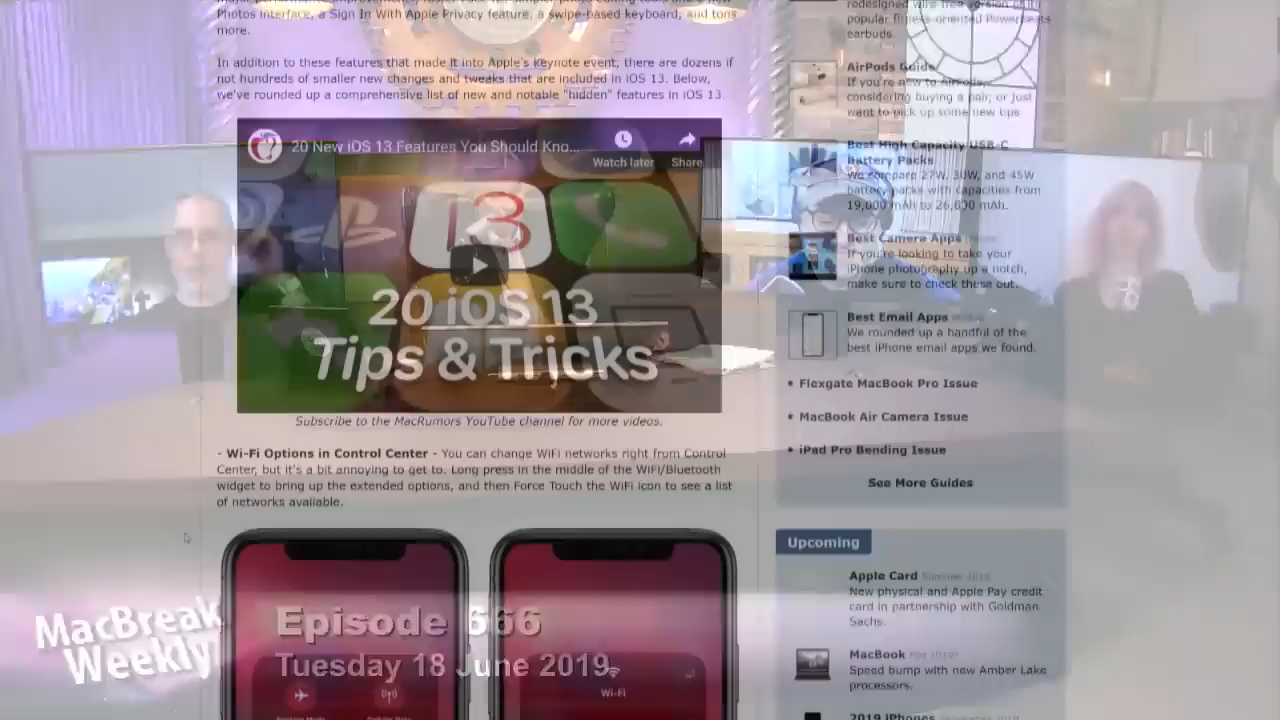 Photos interface, a Sign In With Apple Privacy feature, a swipe-based keyboard, and tons
more.
In addition to these features that made it into Apple's keynote event, there are dozens if
not hundreds of smaller new changes and tweaks that are included in iOS 13. Below,
we've rounded up a comprehensive list of new and notable "hidden" features in iOS 13.
20 New iOS 13 Features You Should Kno...
Watch later
Share
13
20 iOS 13
Tips & Tricks
Subscribe to the MacRumors YouTube channel for more videos.
- Wi-Fi Options in Control Center - You can change WiFi networks right from Control
Center, but it's a bit annoying to get to. Long press in the middle of the WiFi/Bluetooth
widget to bring up the extended options, and then Force Touch the WiFi icon to see a list
of networks available.
Wi-Fi
MacBreak
Weekly
Episode 666
Tuesday 18 June 2019
redesigned wire-free version
popular fitness-oriented Powerbeats
earbuds.
AirPods Guide
If you're new to AirPods,
considering buying a pair, or just
want to pick up some new tips
Best High Capacity USB-C
Battery Packs
We compare 27W, 30W, and 45W
battery packs with capacities from
19,000 mAh to 26,800 mAh.
Best Camera Apps
If you're looking to take your
iPhone photography up a notch,
make sure to check these out.
Best Email Apps
We rounded up a handful of the
best iPhone email apps we found.
• Flexgate MacBook Pro Issue
• MacBook Air Camera Issue
• iPad Pro Bending Issue
See More Guides
Upcoming
Apple Card Summer 2019
New physical and Apple Pay credit
card in partnership with Goldman
Sachs.
MacBook
Speed bump with new Amber Lake
processors.
2019 iPhones